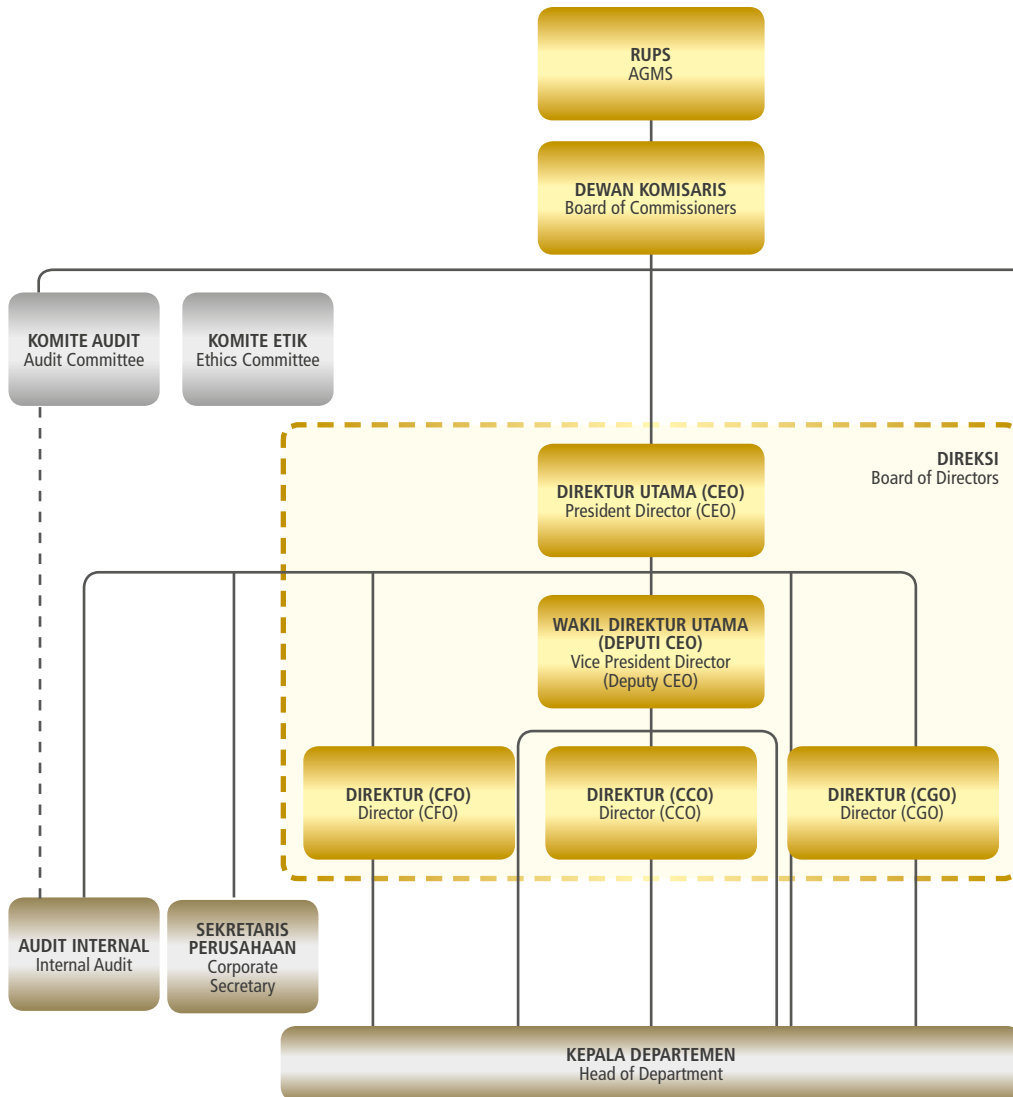 RUPS
AGMS
DEWAN KOMISARIS
Board of Commissioners
KOMITE AUDIT
Audit Committee
KOMITE ETIK
Ethics Committee
DIREKSI
Board of Directors
DIREKTUR UTAMA (CEO)
President Director (CEO)
WAKIL DIREKTUR UTAMA
(DEPUTI CEO)
Vice President Director
(Deputy CEO)
DIREKTUR (CFO)
Director (CFO)
DIREKTUR (CCO)
Director (CCO)
DIREKTUR (CGO)
Director (CGO)
AUDIT INTERNAL
Internal Audit
SEKRETARIS
PERUSAHAAN
Corporate
Secretary
KEPALA DEPARTEMEN
Head of Department